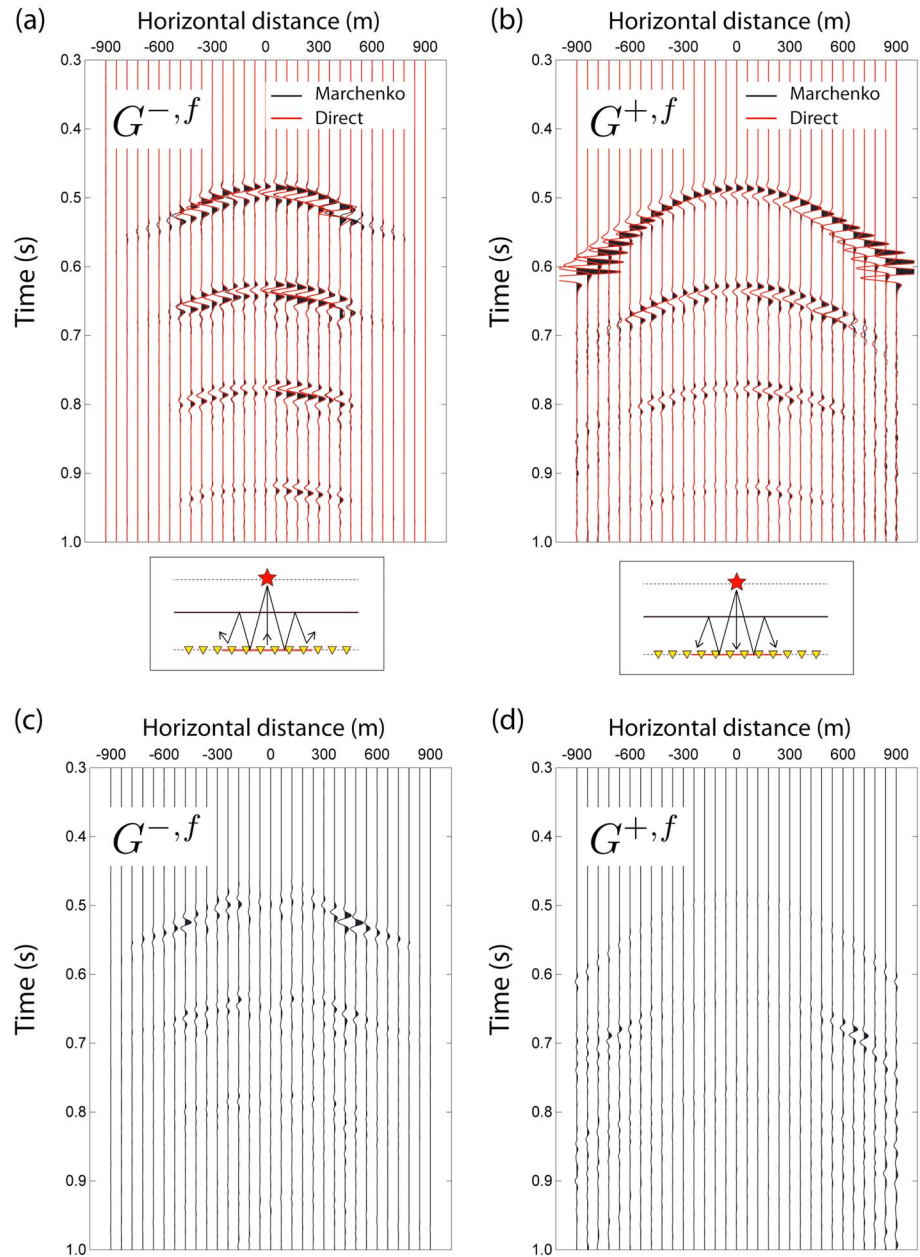 (a)
Horizontal distance (m)
-900 -600 -300 0 300 600 900
0.3
Marchenko
Direct
G^{-,f}
0.4
0.5
0.6
0.7
0.8
0.9
1.0
Time (s)
(b)
Horizontal distance (m)
-900 -600 -300 0 300 600 900
0.3
Marchenko
Direct
G^{+,f}
0.4
0.5
0.6
0.7
0.8
0.9
1.0
Time (s)
(c)
Horizontal distance (m)
-900 -600 -300 0 300 600 900
0.3
G^{-,f}
0.4
0.5
0.6
0.7
0.8
0.9
1.0
Time (s)
(d)
Horizontal distance (m)
-900 -600 -300 0 300 600 900
0.3
G^{+,f}
0.4
0.5
0.6
0.7
0.8
0.9
1.0
Time (s)